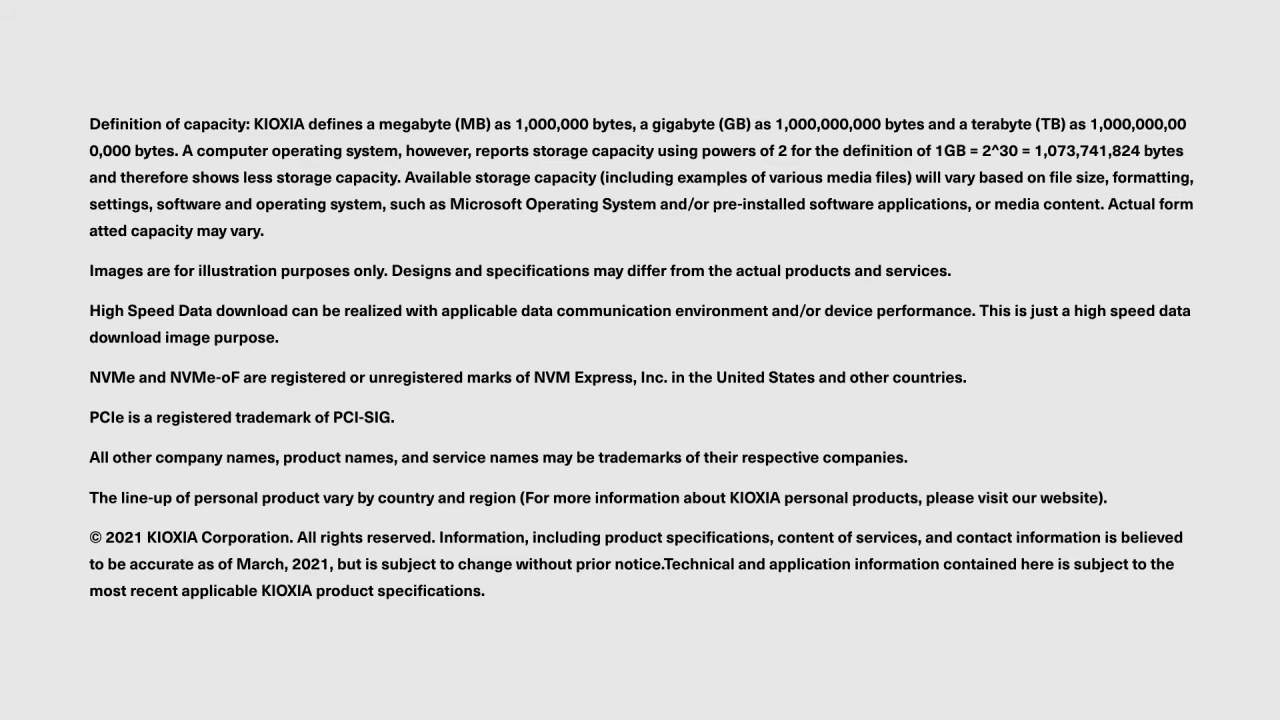 Definition of capacity: KIOXIA defines a megabyte (MB) as 1,000,000 bytes, a gigabyte (GB) as 1,000,000,000 bytes and a terabyte (TB) as 1,000,000,00
0,000 bytes. A computer operating system, however, reports storage capacity using powers of 2 for the definition of 1GB = 2^30 = 1,073,741,824 bytes
and therefore shows less storage capacity. Available storage capacity (including examples of various media files) will vary based on file size, formatting,
settings, software and operating system, such as Microsoft Operating System and/or pre-installed software applications, or media content. Actual form
atted capacity may vary.
Images are for illustration purposes only. Designs and specifications may differ from the actual products and services.
High Speed Data download can be realized with applicable data communication environment and/or device performance. This is just a high speed data
download image purpose.
NVMe and NVMe-oF are registered or unregistered marks of NVM Express, Inc. in the United States and other countries.
PCIe is a registered trademark of PCI-SIG.
All other company names, product names, and service names may be trademarks of their respective companies.
The line-up of personal product vary by country and region (For more information about KIOXIA personal products, please visit our website).
© 2021 KIOXIA Corporation. All rights reserved. Information, including product specifications, content of services, and contact information is believed
to be accurate as of March, 2021, but is subject to change without prior notice.Technical and application information contained here is subject to the
most recent applicable KIOXIA product specifications.